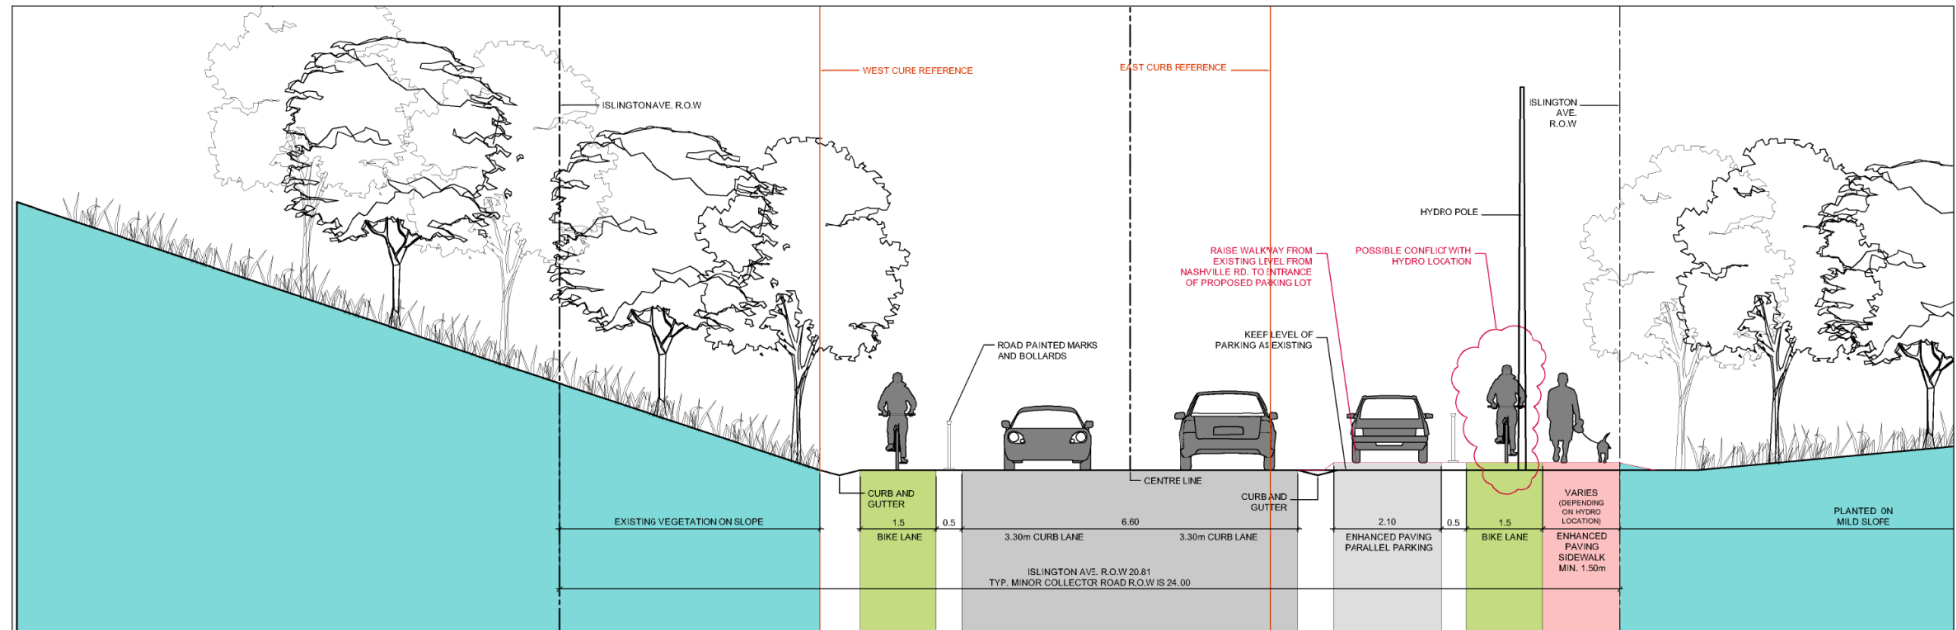 WEST CURB REFERENCE
EAST CURB REFERENCE
ISLINGTON AVE. R.O.W
ISLINGTON
AVE.
R.O.W
HYDRO POLE
RAISE WALKWAY FROM
EXISTING LEVEL FROM
NASHVILLE RD. TO ENTRANCE
OF PROPOSED PARKING LOT
POSSIBLE CONFLICT WITH
HYDRO LOCATION
KEEP LEVEL OF
PARKING AS EXISTING
ROAD PAINTED MARKS
AND BOLLARDS
CENTRE LINE
CURB AND
GUTTER
CURB AND
GUTTER
VARIES
(DEPENDING
ON HYDRO
LOCATION)
EXISTING VEGETATION ON SLOPE
1.5
0.5
6.60
2.10
0.5
1.5
PLANTED ON
MILD SLOPE
BIKE LANE
3.30m CURB LANE
3.30m CURB LANE
ENHANCED PAVING
PARALLEL PARKING
BIKE LANE
ENHANCED
PAVING
SIDEWALK
MIN. 1.50m
ISLINGTON AVE. R.O.W 20.81
TYP. MINOR COLLECTOR ROAD R.O.W IS 24.00